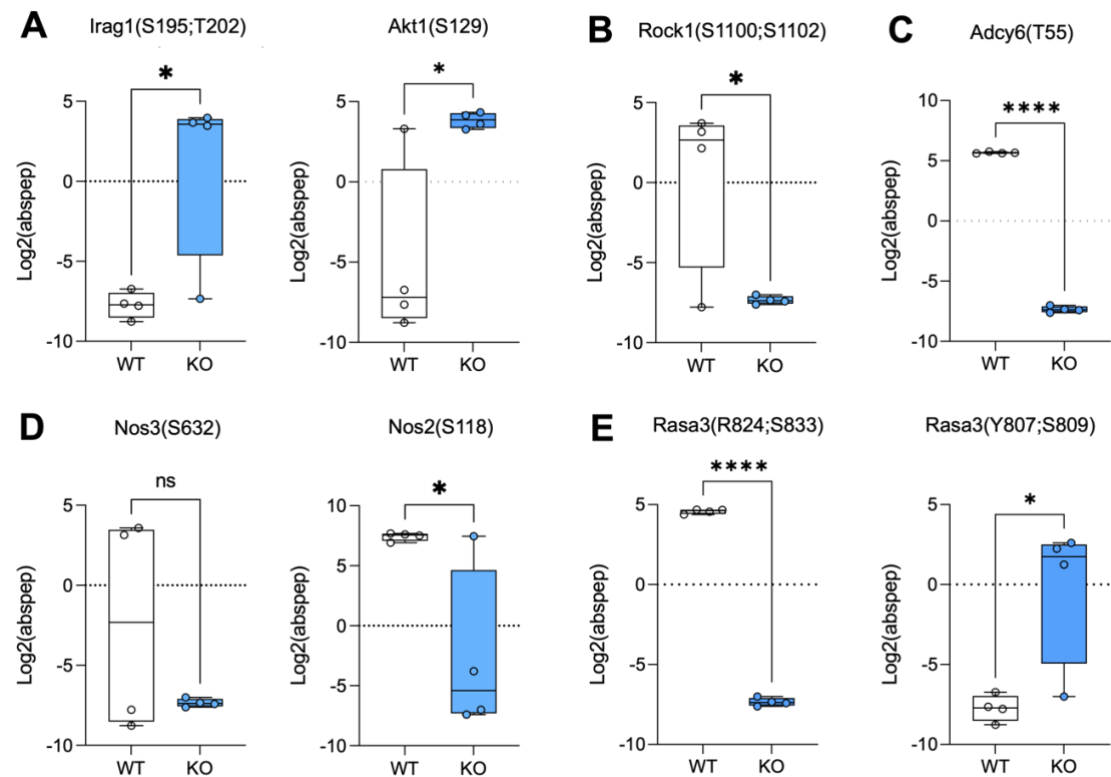 A
Irag1(S195;T202)
*
Log2(abspep)
5
0
-5
-10
WT
KO
Akt1(S129)
*
Log2(abspep)
5
0
-5
-10
WT
KO
B
Rock1(S1100;S1102)
*
Log2(abspep)
5
0
-5
-10
WT
KO
C
Adcy6(T55)
****
Log2(abspep)
10
5
0
-5
-10
WT
KO
D
Nos3(S632)
ns
Log2(abspep)
5
0
-5
-10
WT
KO
Nos2(S118)
*
Log2(abspep)
10
5
0
-5
-10
WT
KO
E
Rasa3(R824;S833)
****
Log2(abspep)
5
0
-5
-10
WT
KO
Rasa3(Y807;S809)
*
Log2(abspep)
5
0
-5
-10
WT
KO